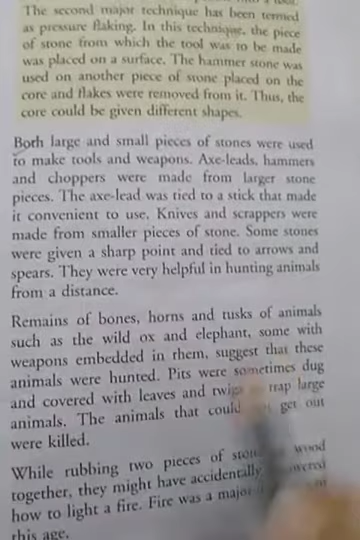 The second major technique has been termed
as pressure flaking. In this technique, the piece
of stone from which the tool was to be made
was placed on a surface. The hammer stone was
used on another piece of stone placed on the
core and flakes were removed from it. Thus, the
core could be given different shapes.
Both large and small pieces of stones were used
to make tools and weapons. Axe-leads, hammers
and choppers were made from larger stone
pieces. The axe-lead was tied to a stick that made
it convenient to use. Knives and scrappers were
made from smaller pieces of stone. Some stones
were given a sharp point and tied to arrows and
spears. They were very helpful in hunting animals
from a distance.
Remains of bones, horns and tusks of animals
such as the wild ox and elephant, some with
weapons embedded in them, suggest that these
animals were hunted. Pits were sometimes dug
and covered with leaves and trap large
animals. The animals that could get out
were killed.
While rubbing two pieces of wood
together, they might have accidentally
how to light a fire. Fire was a major
this age.